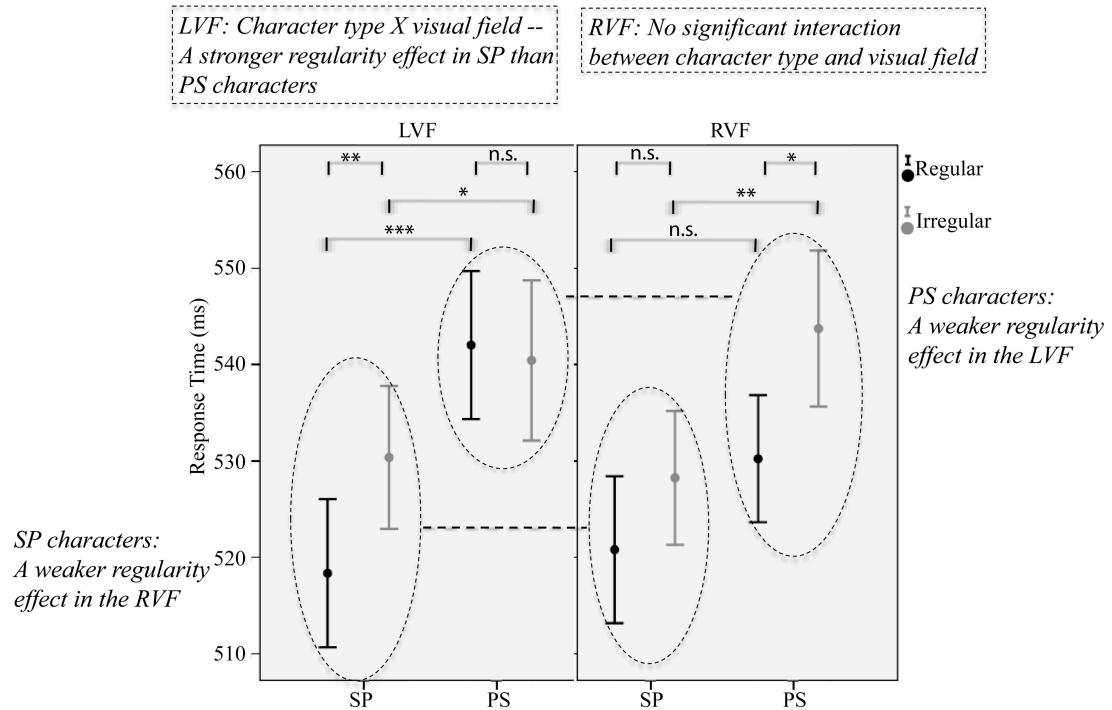 LVF: Character type X visual field --
A stronger regularity effect in SP than
PS characters
RVF: No significant interaction
between character type and visual field
LVF
RVF
**
n.s.
n.s.
*
*
**
***
n.s.
Regular
Irregular
560
550
540
530
520
510
Response Time (ms)
PS characters:
A weaker regularity
effect in the LVF
SP characters:
A weaker regularity
effect in the RVF
SP
PS
SP
PS